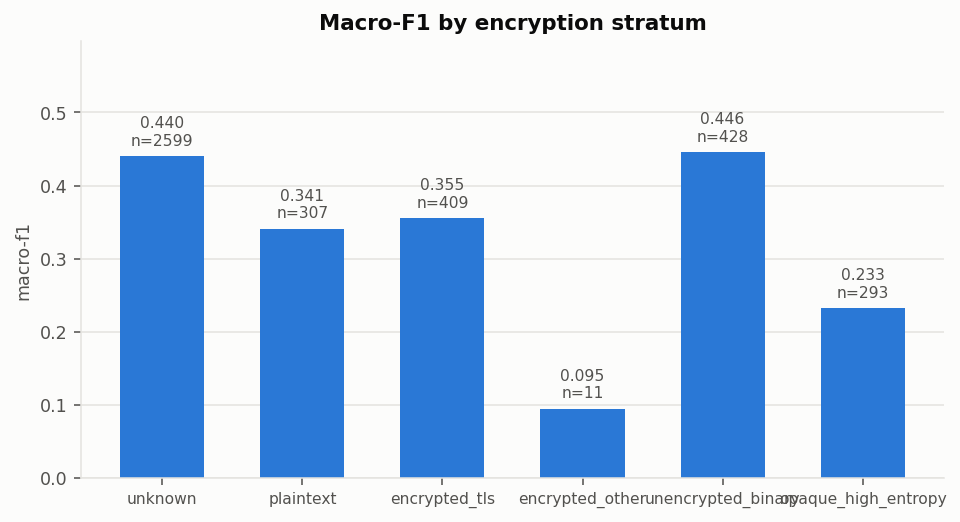 Macro-F1 by encryption stratum
macro-f1
0.5
0.4
0.3
0.2
0.1
0.0
0.440
n=2599
0.341
n=307
0.355
n=409
0.095
n=11
0.446
n=428
0.233
n=293
unknown
plaintext
encrypted_tls
encrypted_other
unencrypted_binary
opaque_high_entropy